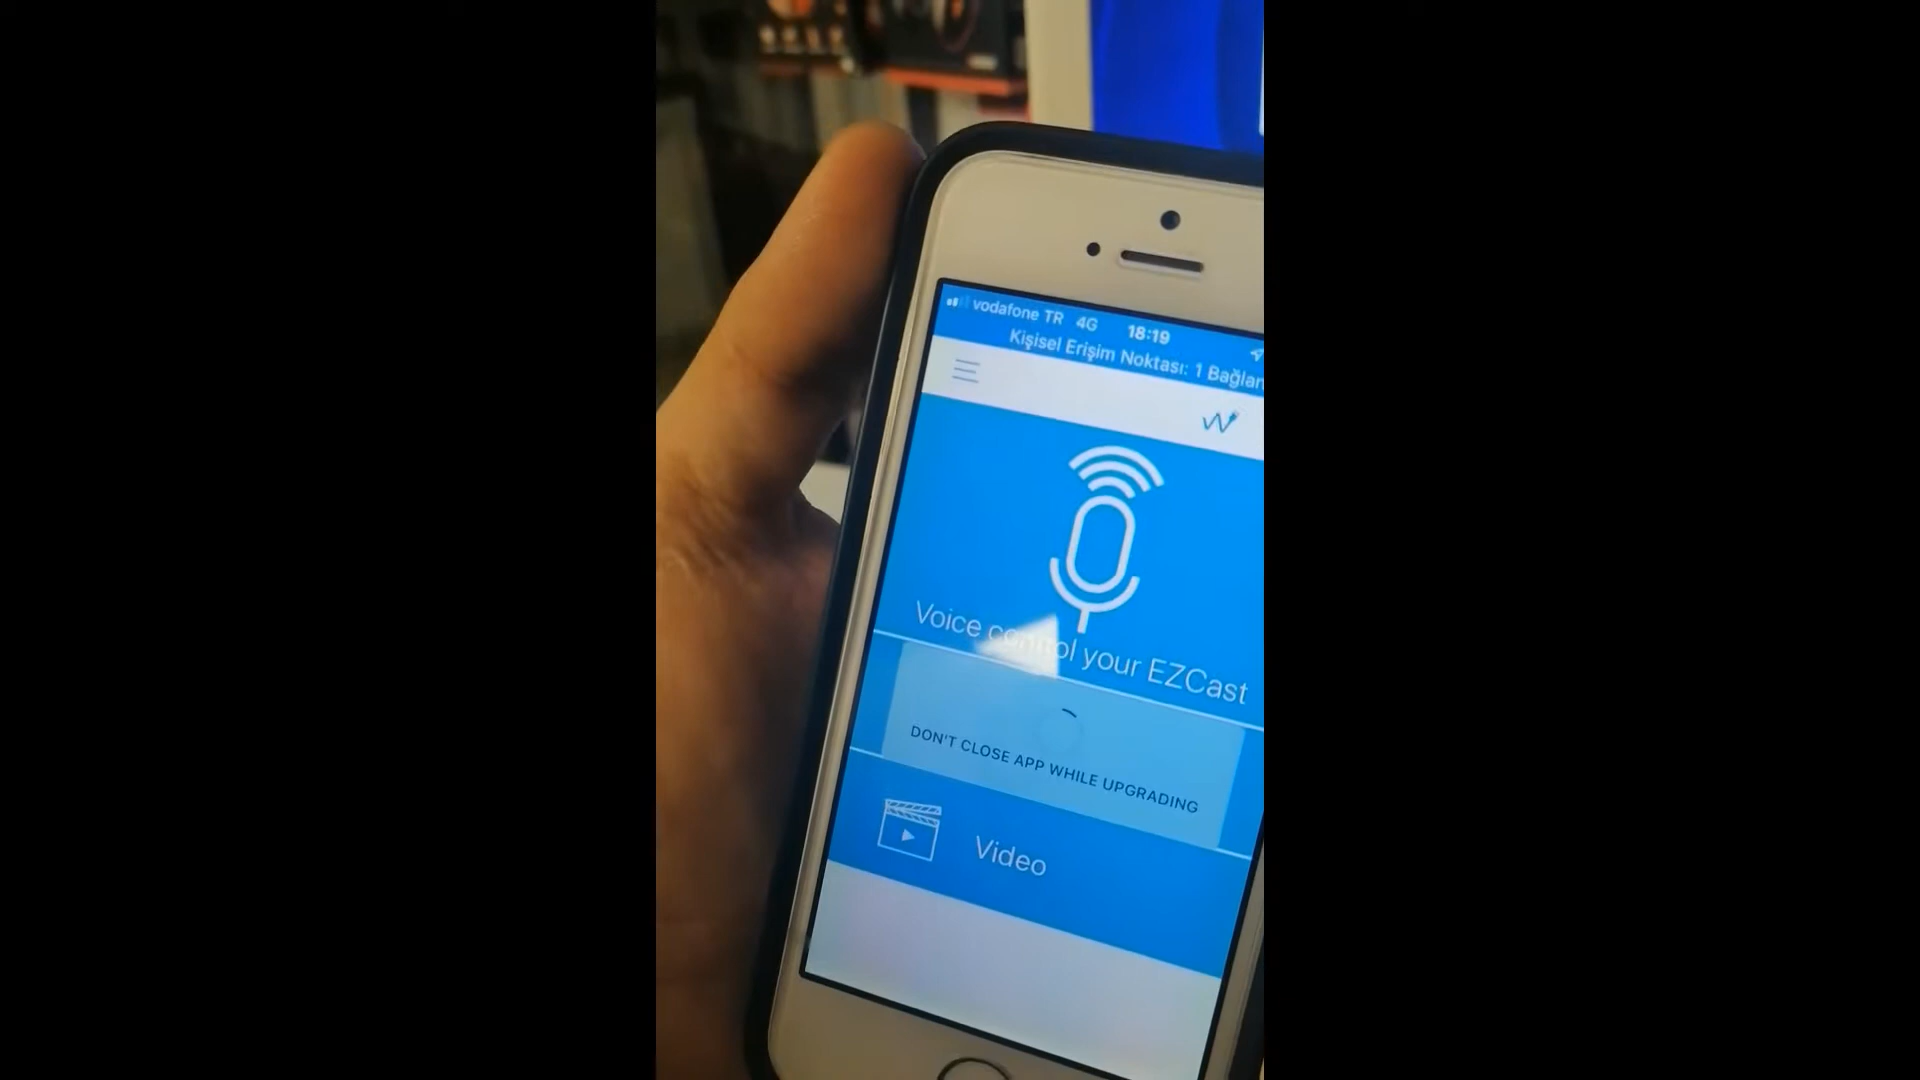 vodafone TR 4G 18:19
Kişisel Erişim Noktası: 1 Bağlan
Voice control your EZCast
DON'T CLOSE APP WHILE UPGRADING
Video